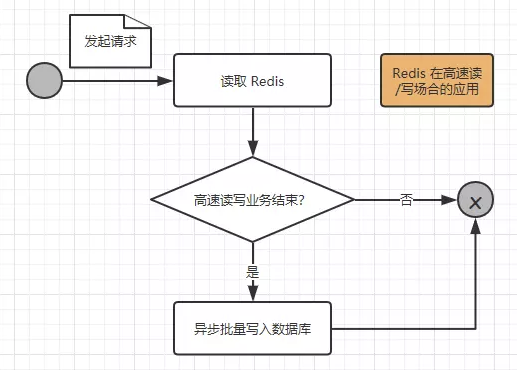 发起请求
读取 Redis
Redis 在高速读
/写场合的应用
高速读写业务结束?
否
是
异步批量写入数据库